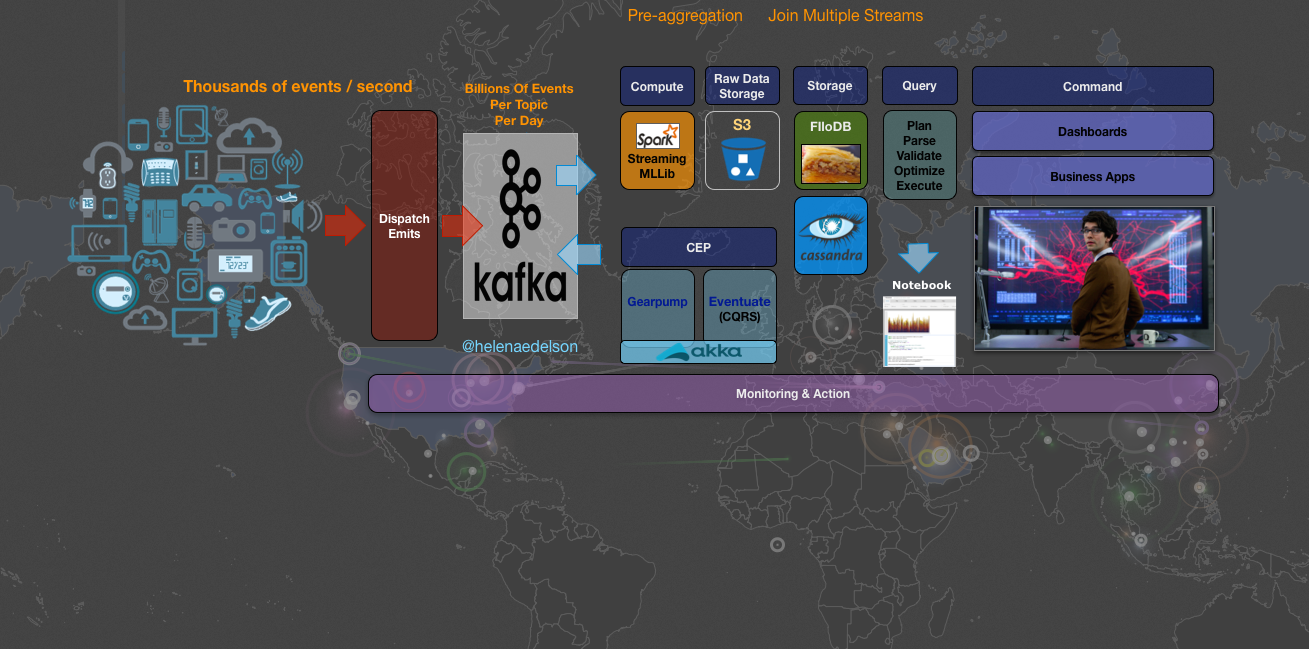 Pre-aggregation
Join Multiple Streams
Thousands of events / second
Billions Of Events
Per Topic
Per Day
Dispatch
Emits
kafka
@helenaedelson
Compute
Spark
Streaming
MLLib
Raw Data
Storage
S3
Storage
FIloDB
cassandra
Query
Plan
Parse
Validate
Optimize
Execute
Notebook
Command
Dashboards
Business Apps
CEP
Gearpump
Eventuate
(CQRS)
akka
Monitoring & Action